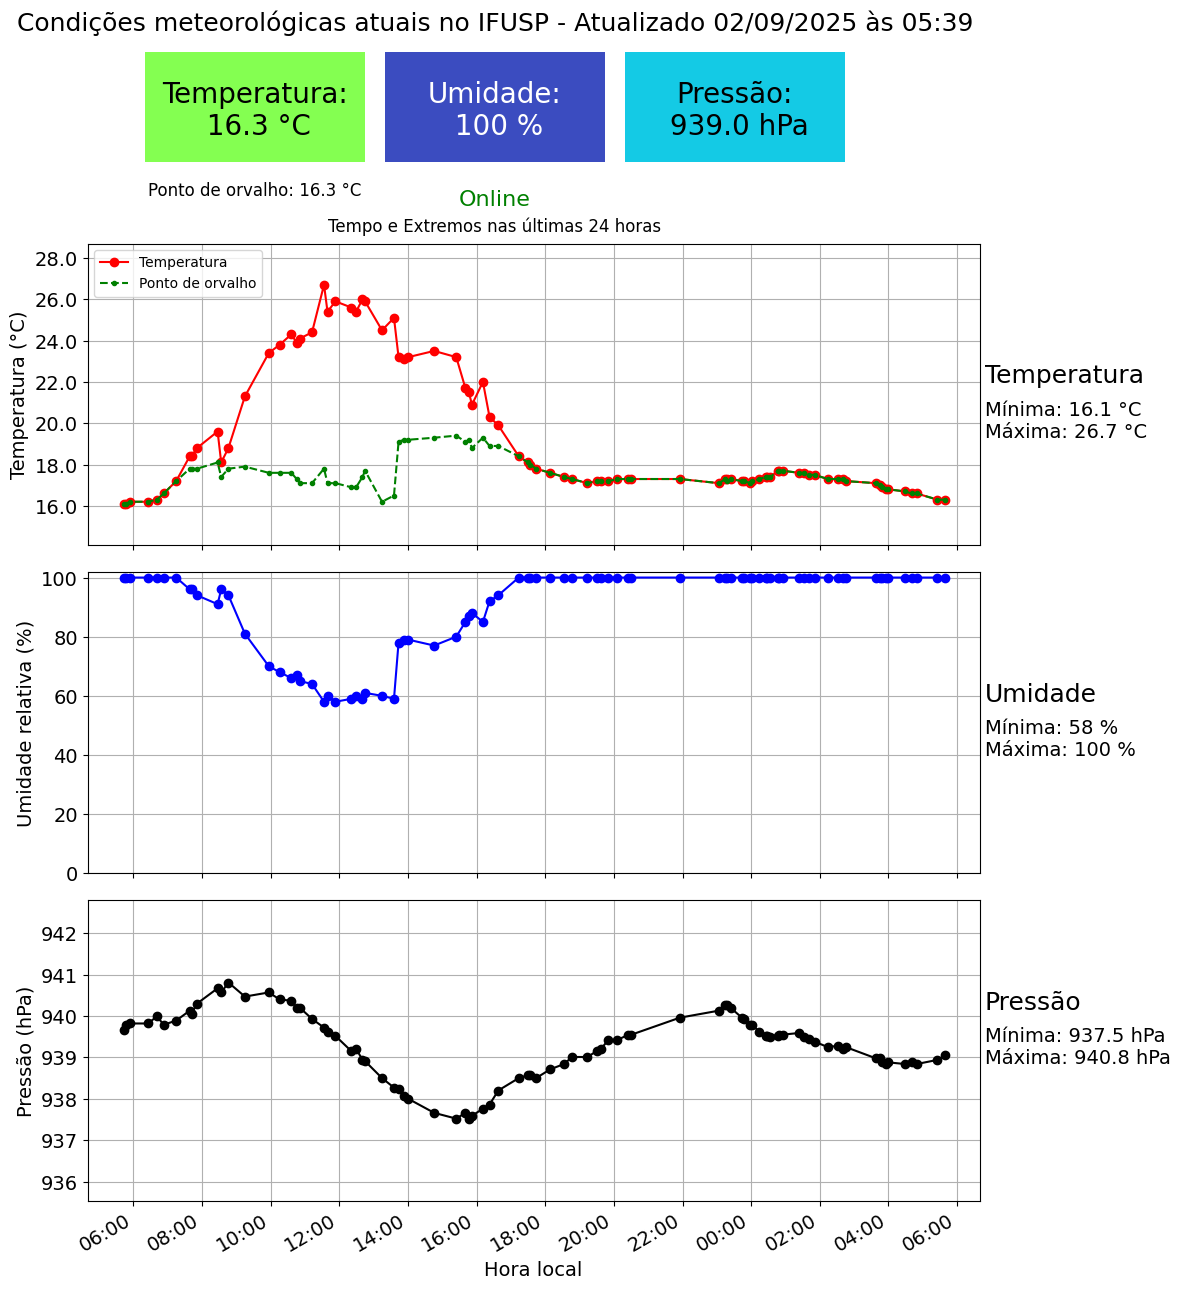 Condições meteorológicas atuais no IFUSP - Atualizado 02/09/2025 às 05:39
Temperatura:
16.3 °C
Umidade:
100 %
Pressão:
939.0 hPa
Ponto de orvalho: 16.3 °C
Online
Tempo e Extremos nas últimas 24 horas
Temperatura
Ponto de orvalho
Temperatura (°C)
28.0
26.0
24.0
22.0
20.0
18.0
16.0
Temperatura
Mínima: 16.1 °C
Máxima: 26.7 °C
Umidade relativa (%)
100
80
60
40
20
0
Umidade
Mínima: 58 %
Máxima: 100 %
Pressão (hPa)
942
941
940
939
938
937
936
Pressão
Mínima: 937.5 hPa
Máxima: 940.8 hPa
06:00 08:00 10:00 12:00 14:00 16:00 18:00 20:00 22:00 00:00 02:00 04:00 06:00
Hora local